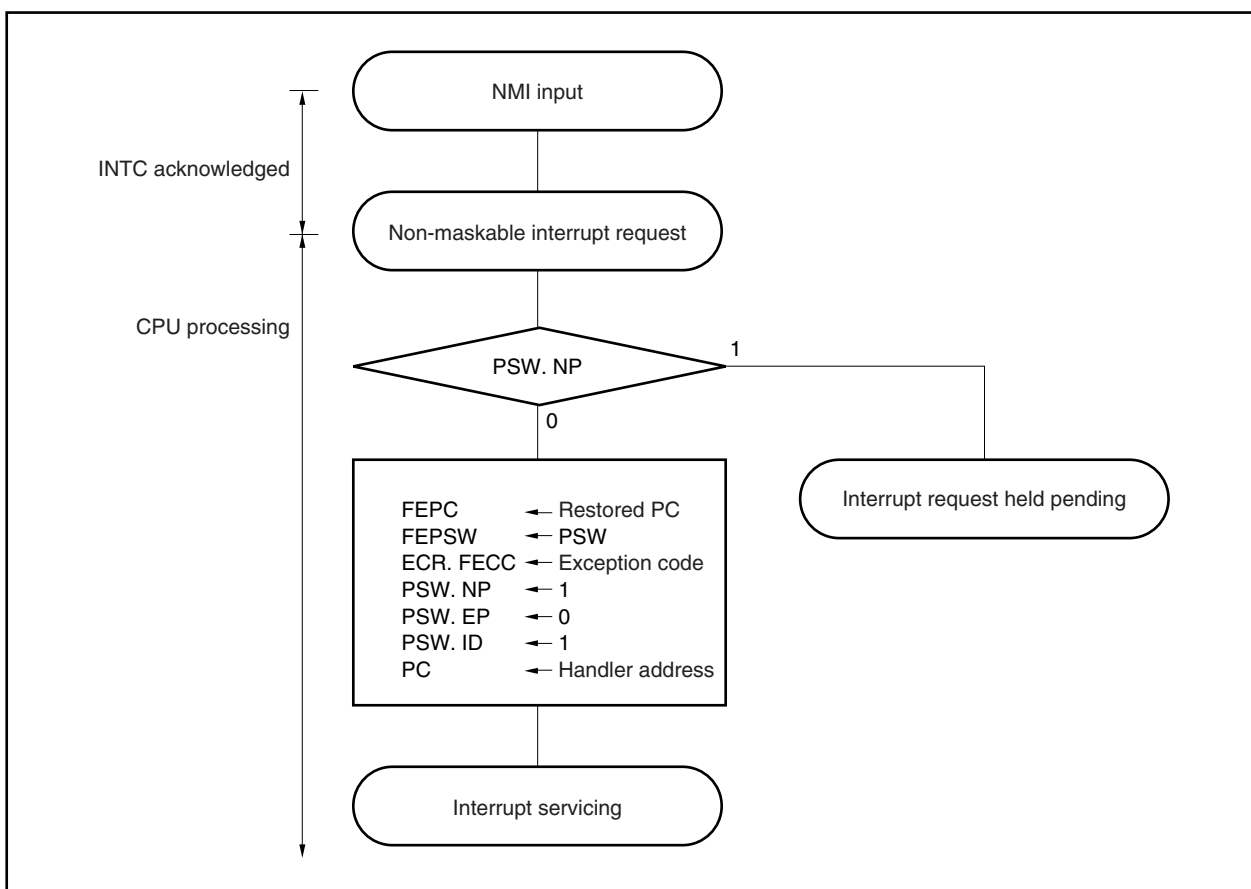 NMI input
INTC acknowledged
Non-maskable interrupt request
CPU processing
PSW. NP
1
0
FEPC ← Restored PC
FEPSW ← PSW
ECR. FECC ← Exception code
PSW. NP ← 1
PSW. EP ← 0
PSW. ID ← 1
PC ← Handler address
Interrupt request held pending
Interrupt servicing